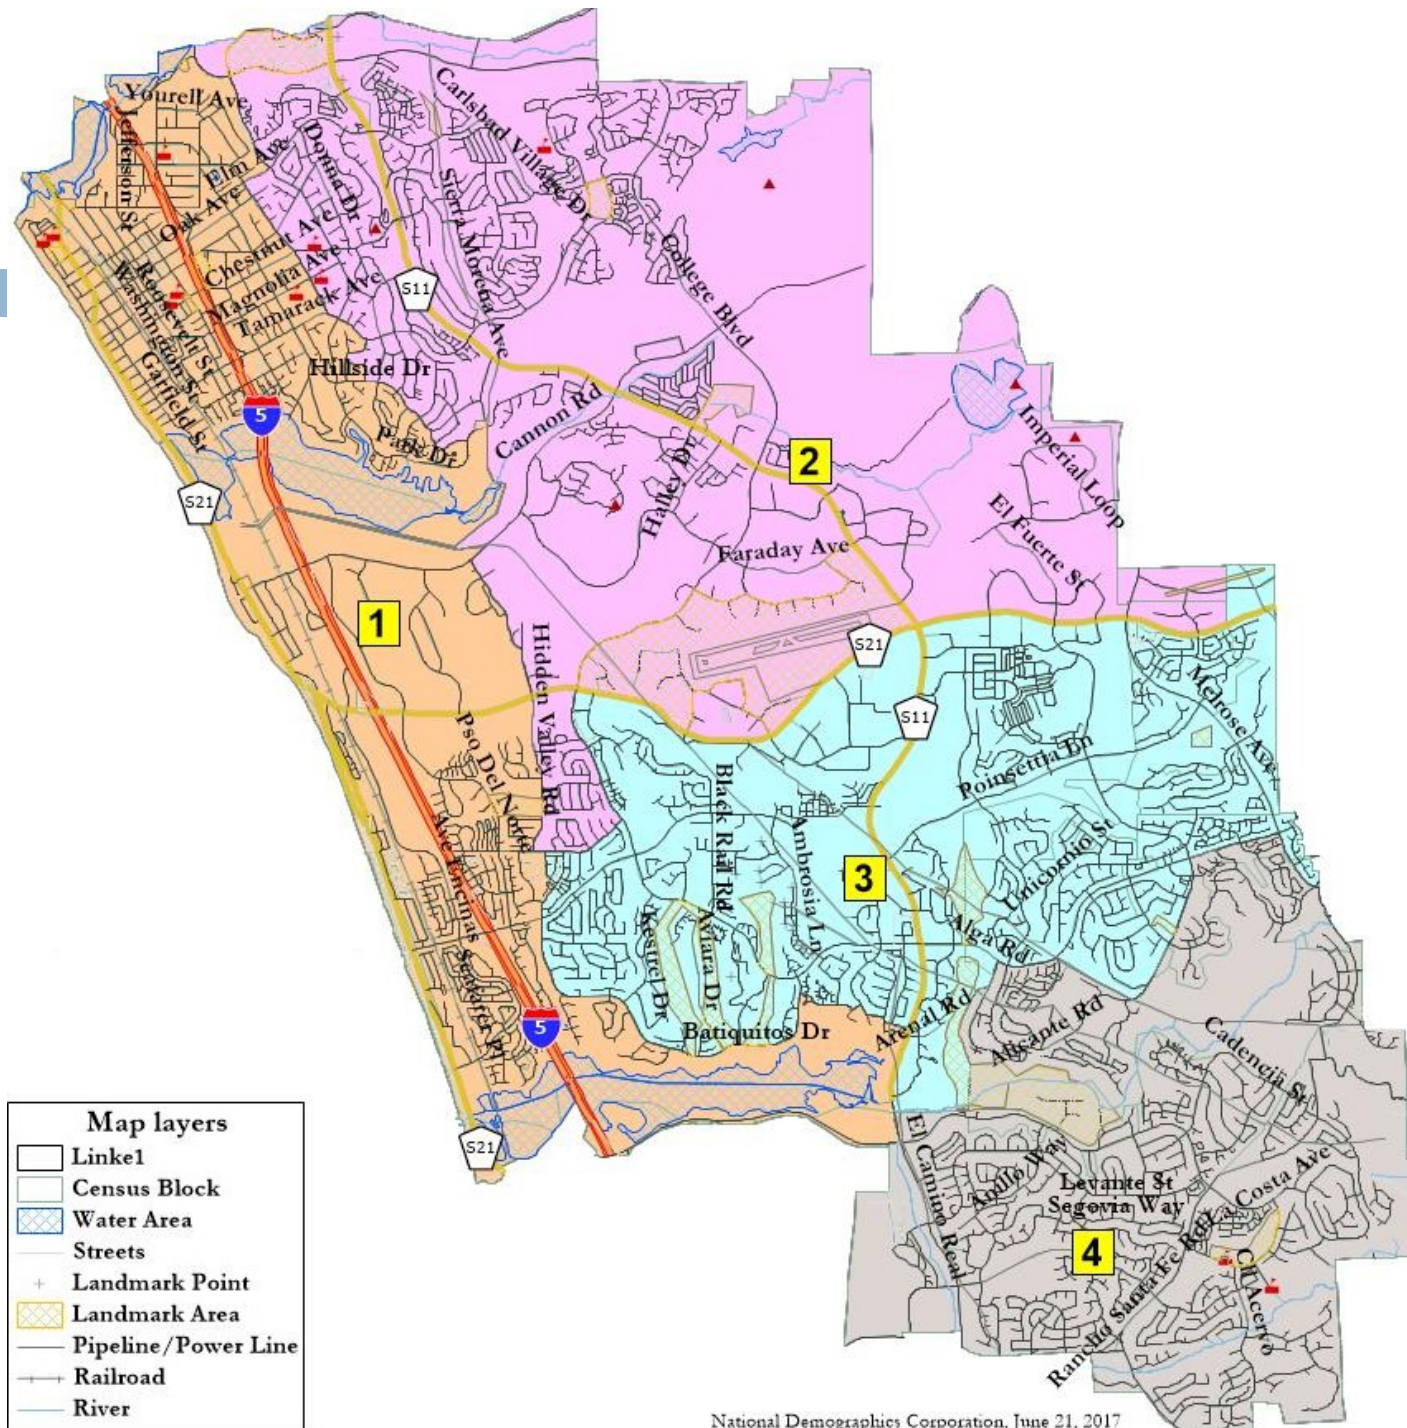 Yourell Ave
Jefferson St
Elm Ave
Oak Ave
Donna Dr
Carlsbad Village Dr
Sierra Morena Ave
Chestnut Ave
Magnolia Ave
Tamarack Ave
Roosevelt St
Washington St
Garfield St
S11
College Blvd
Hillside Dr
5
Park Dr
Cannon Rd
Halley Dr
2
Imperial Loop
S21
El Fuerte St
Faraday Ave
1
Hidden Valley Rd
S21
S11
Melrose Ave
Pso Del Norte
Poinsettia Ln
Black Rail Rd
Ave Encinas
Ambrosia Ln
3
Unicornio St
Kestrel Dr
Aviara Dr
Alga Rd
Seafarer Pl
5
Batiquitos Dr
Arenal Rd
Alicante Rd
Cadencia St
S21
El Camino Real
Anillo Way
Levante St
Segovia Way
La Costa Ave
4
Rancho Santa Fe Rd
Cll Acervo
Map layers
Linke1
Census Block
Water Area
Streets
Landmark Point
Landmark Area
Pipeline/Power Line
Railroad
River
National Demographics Corporation, June 21, 2017